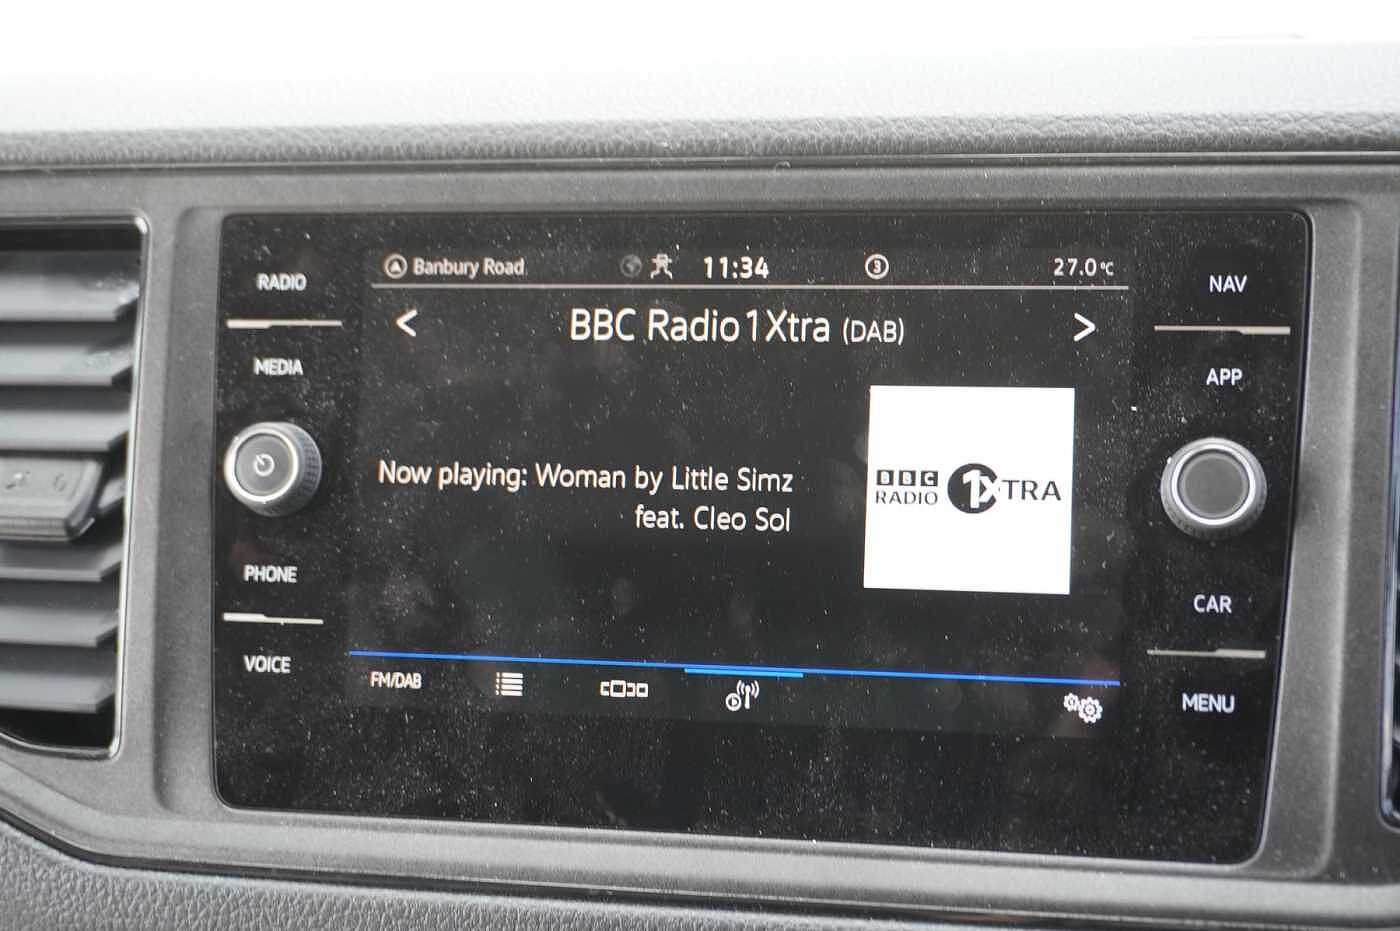 Banbury Road
11:34
3
27.0°C
RADIO
MEDIA
PHONE
VOICE
< BBC Radio 1Xtra (DAB) >
Now playing: Woman by Little Simz
feat. Cleo Sol
BBC
RADIO 1XTRA
FM/DAB
NAV
APP
CAR
MENU